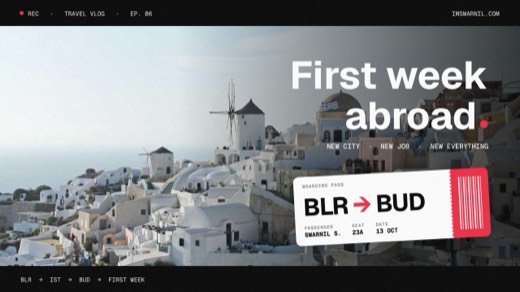 REC · TRAVEL VLOG · EP. 06
IMSWARNIL.COM
First week
abroad.
NEW CITY · NEW JOB · NEW EVERYTHING
BOARDING PASS
BLR → BUD
PASSENGER SEAT DATE
SWARNIL S. 23A 13 OCT
BLR → IST → BUD → FIRST WEEK